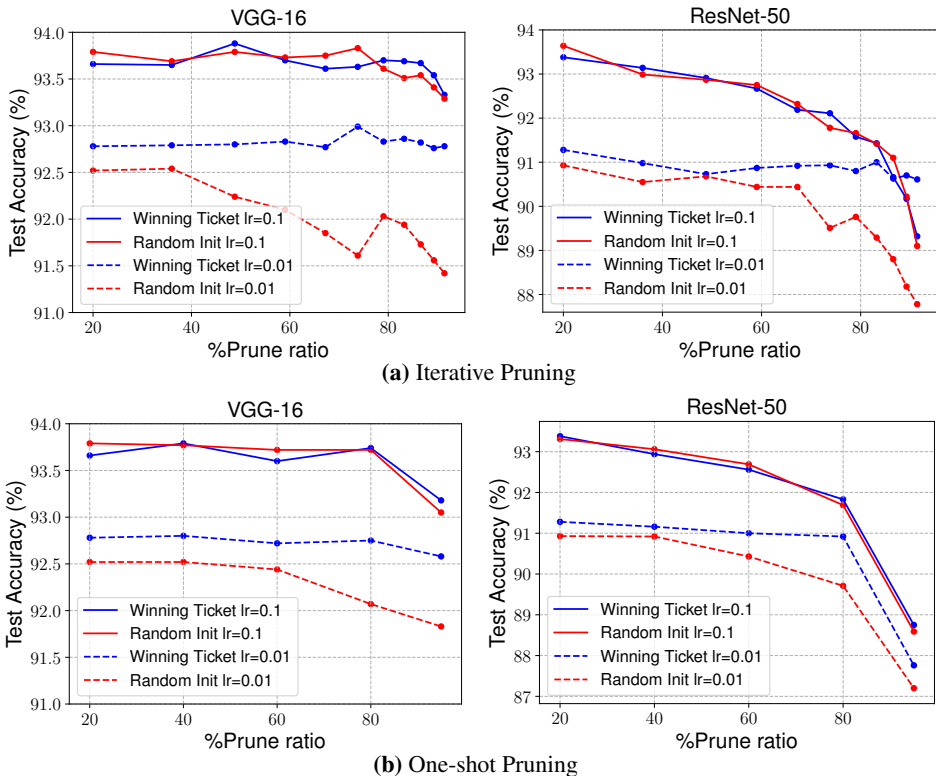 VGG-16
Test Accuracy (%)
94.0
93.5
93.0
92.5
92.0
91.5
91.0
Winning Ticket lr=0.1
Random Init lr=0.1
Winning Ticket lr=0.01
Random Init lr=0.01
20 40 60 80
%Prune ratio
ResNet-50
Test Accuracy (%)
94
93
92
91
90
89
88
Winning Ticket lr=0.1
Random Init lr=0.1
Winning Ticket lr=0.01
Random Init lr=0.01
20 40 60 80
%Prune ratio
(a) Iterative Pruning
VGG-16
Test Accuracy (%)
94.0
93.5
93.0
92.5
92.0
91.5
91.0
Winning Ticket lr=0.1
Random Init lr=0.1
Winning Ticket lr=0.01
Random Init lr=0.01
20 40 60 80
%Prune ratio
ResNet-50
Test Accuracy (%)
93
92
91
90
89
88
87
Winning Ticket lr=0.1
Random Init lr=0.1
Winning Ticket lr=0.01
Random Init lr=0.01
20 40 60 80
%Prune ratio
(b) One-shot Pruning